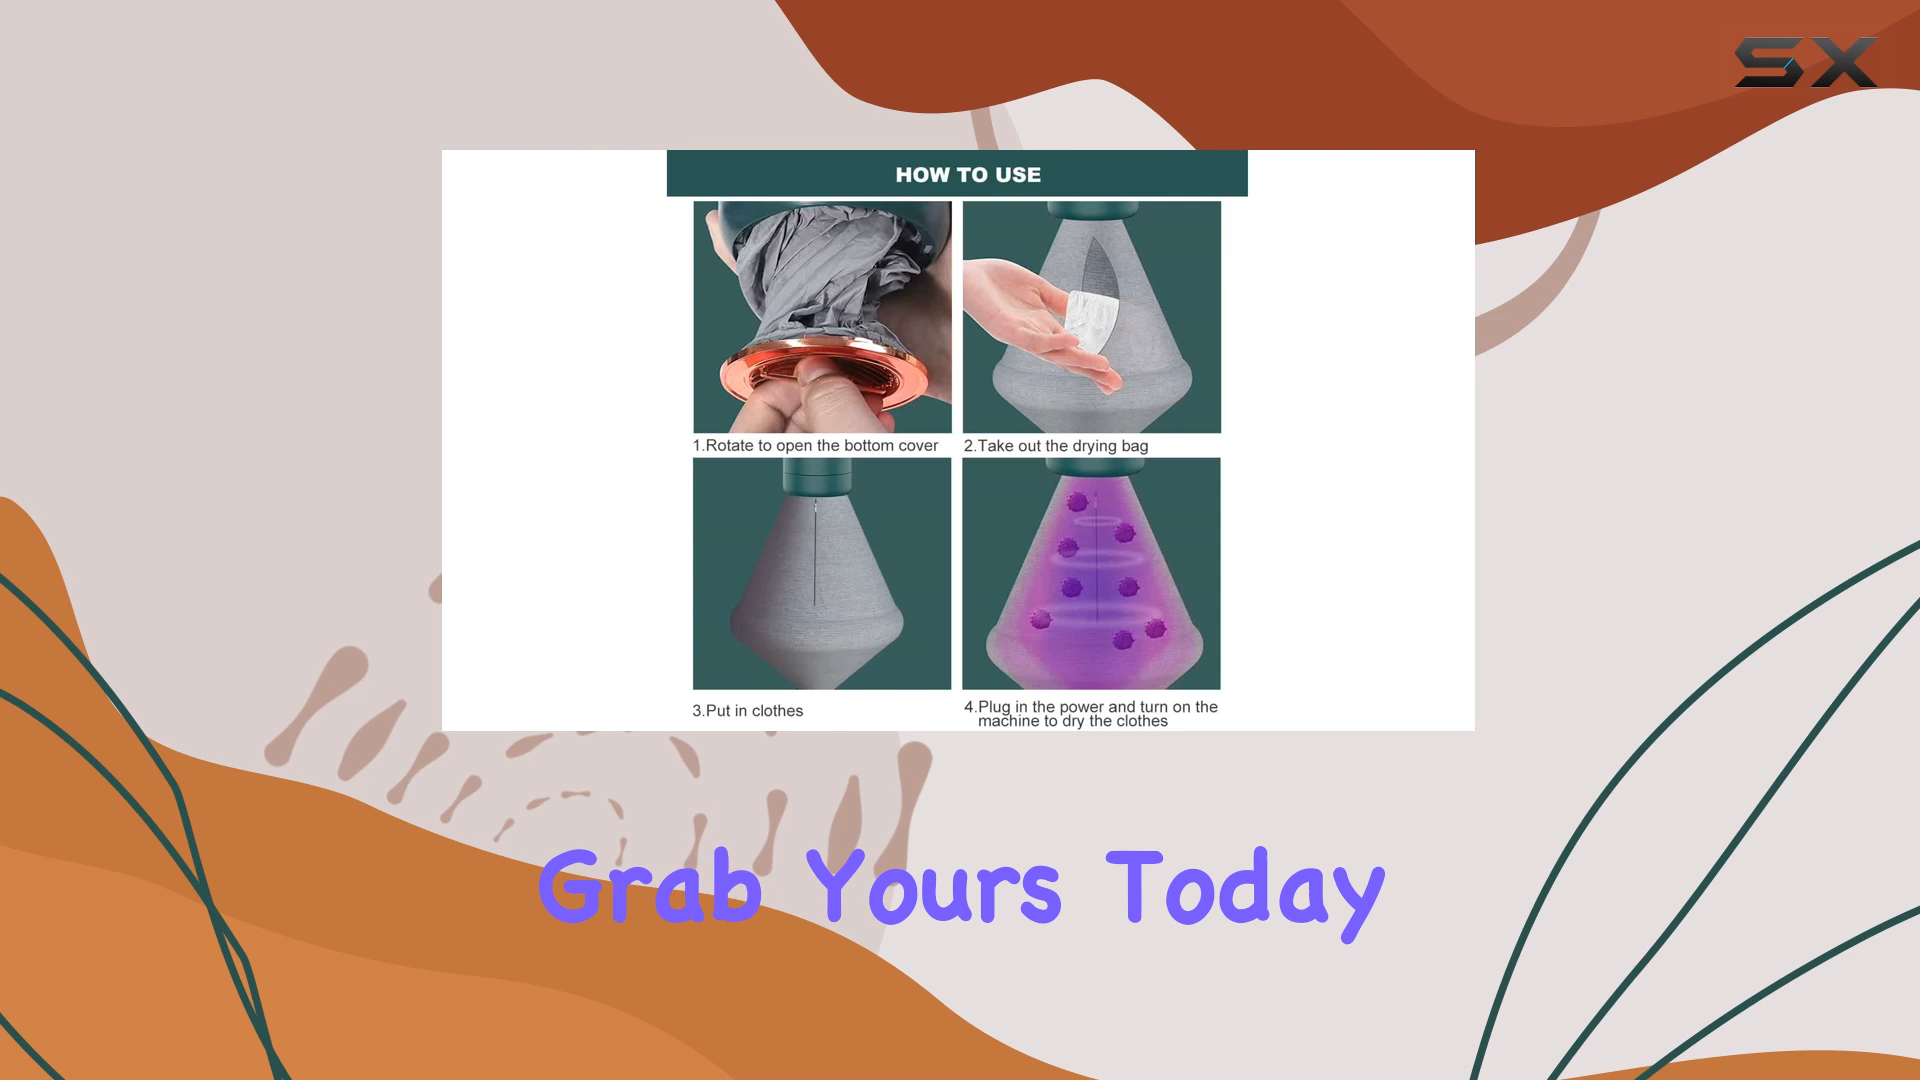 SX
HOW TO USE
1.Rotate to open the bottom cover
2.Take out the drying bag
3.Put in clothes
4.Plug in the power and turn on the
machine to dry the clothes
Grab Yours Today